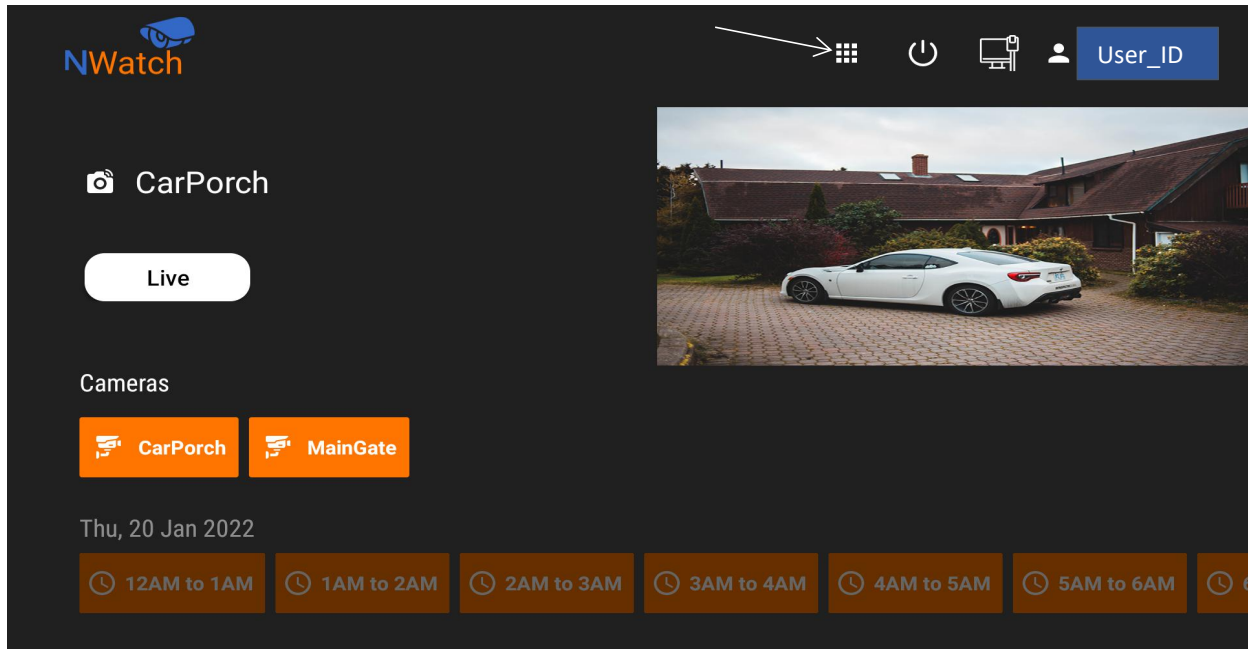 NWatch
User_ID
CarPorch
Live
Cameras
CarPorch MainGate
Thu, 20 Jan 2022
12AM to 1AM 1AM to 2AM 2AM to 3AM 3AM to 4AM 4AM to 5AM 5AM to 6AM